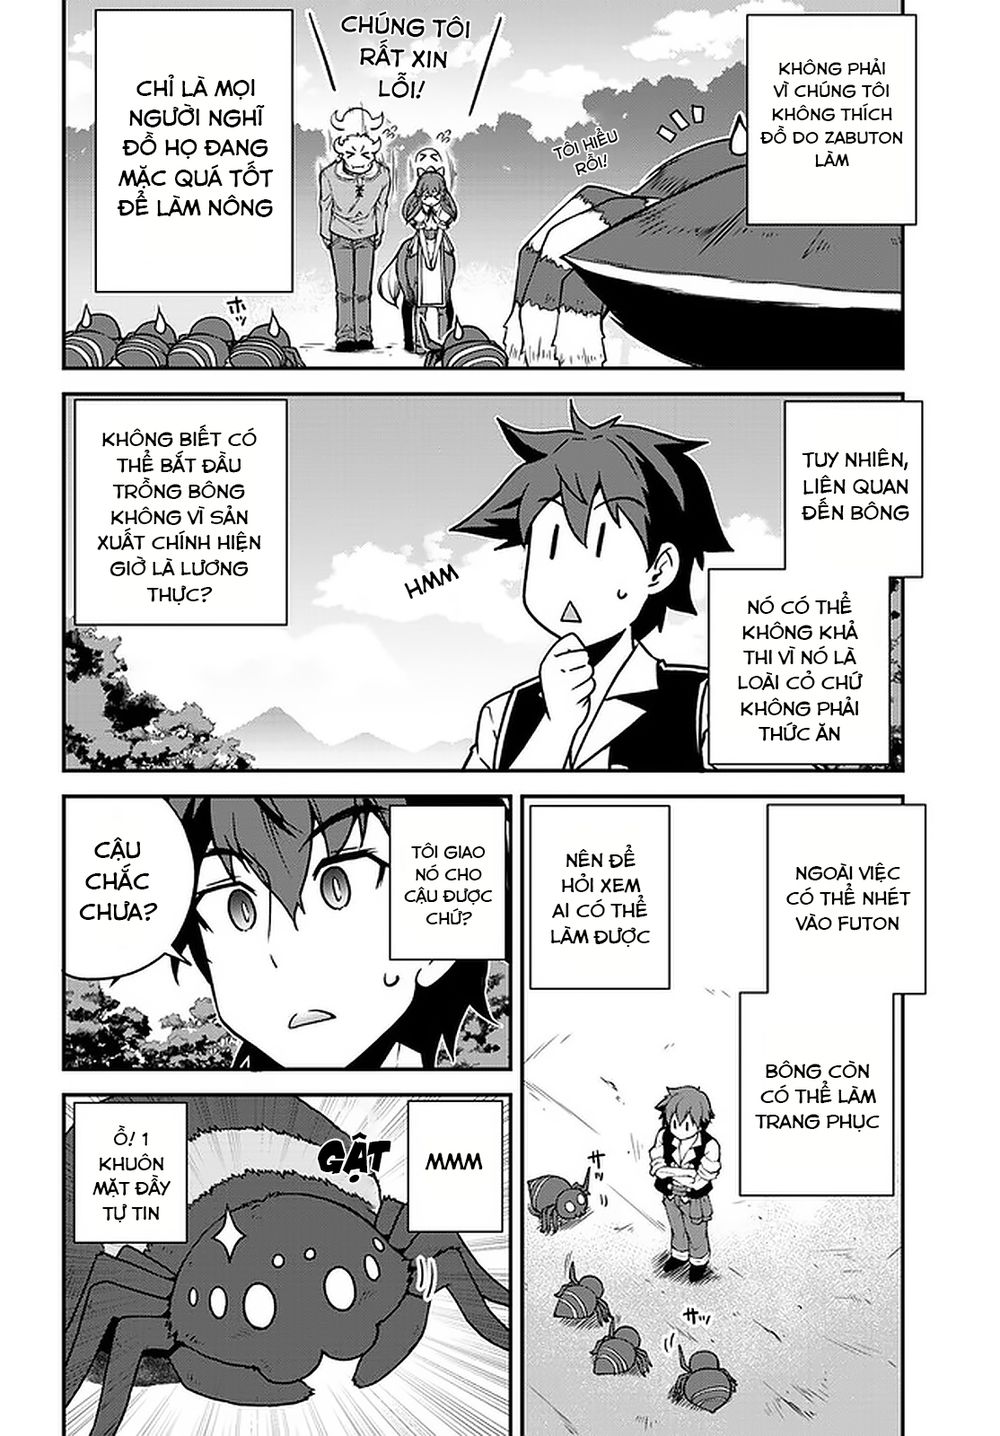 KHÔNG PHẢI
VÌ CHÚNG TÔI
KHÔNG THÍCH
ĐỒ DO ZABUTON
LÀM
TÔI HIỂU
RỒI!
CHÚNG TÔI
RẤT XIN
LỖI!
CHỈ LÀ MỌI
NGƯỜI NGHĨ
ĐỒ HỌ ĐANG
MẶC QUÁ TỐT
ĐỂ LÀM NÔNG
ホッ
TUY NHIÊN,
LIÊN QUAN
ĐẾN BÔNG
NÓ CÓ THỂ
KHÔNG KHẢ
THI VÌ NÓ LÀ
LOÀI CỎ CHỨ
KHÔNG PHẢI
THỨC ĂN
HMM
KHÔNG BIẾT CÓ
THỂ BẮT ĐẦU
TRỒNG BÔNG
KHÔNG VÌ SẢN
XUẤT CHÍNH HIỆN
GIỜ LÀ LƯƠNG
THỰC?
NGOÀI VIỆC
CÓ THỂ NHÉT
VÀO FUTON
BÔNG CÒN
CÓ THỂ LÀM
TRANG PHỤC
NÊN ĐỂ
HỎI XEM
AI CÓ THỂ
LÀM ĐƯỢC
サッ
サッ
TÔI GIAO
NÓ CHO
CẬU ĐƯỢC
CHỨ?
CẬU
CHẮC
CHƯA?
MMM
GẬT
Ồ! 1
KHUÔN
MẶT ĐẦY
TỰ TIN